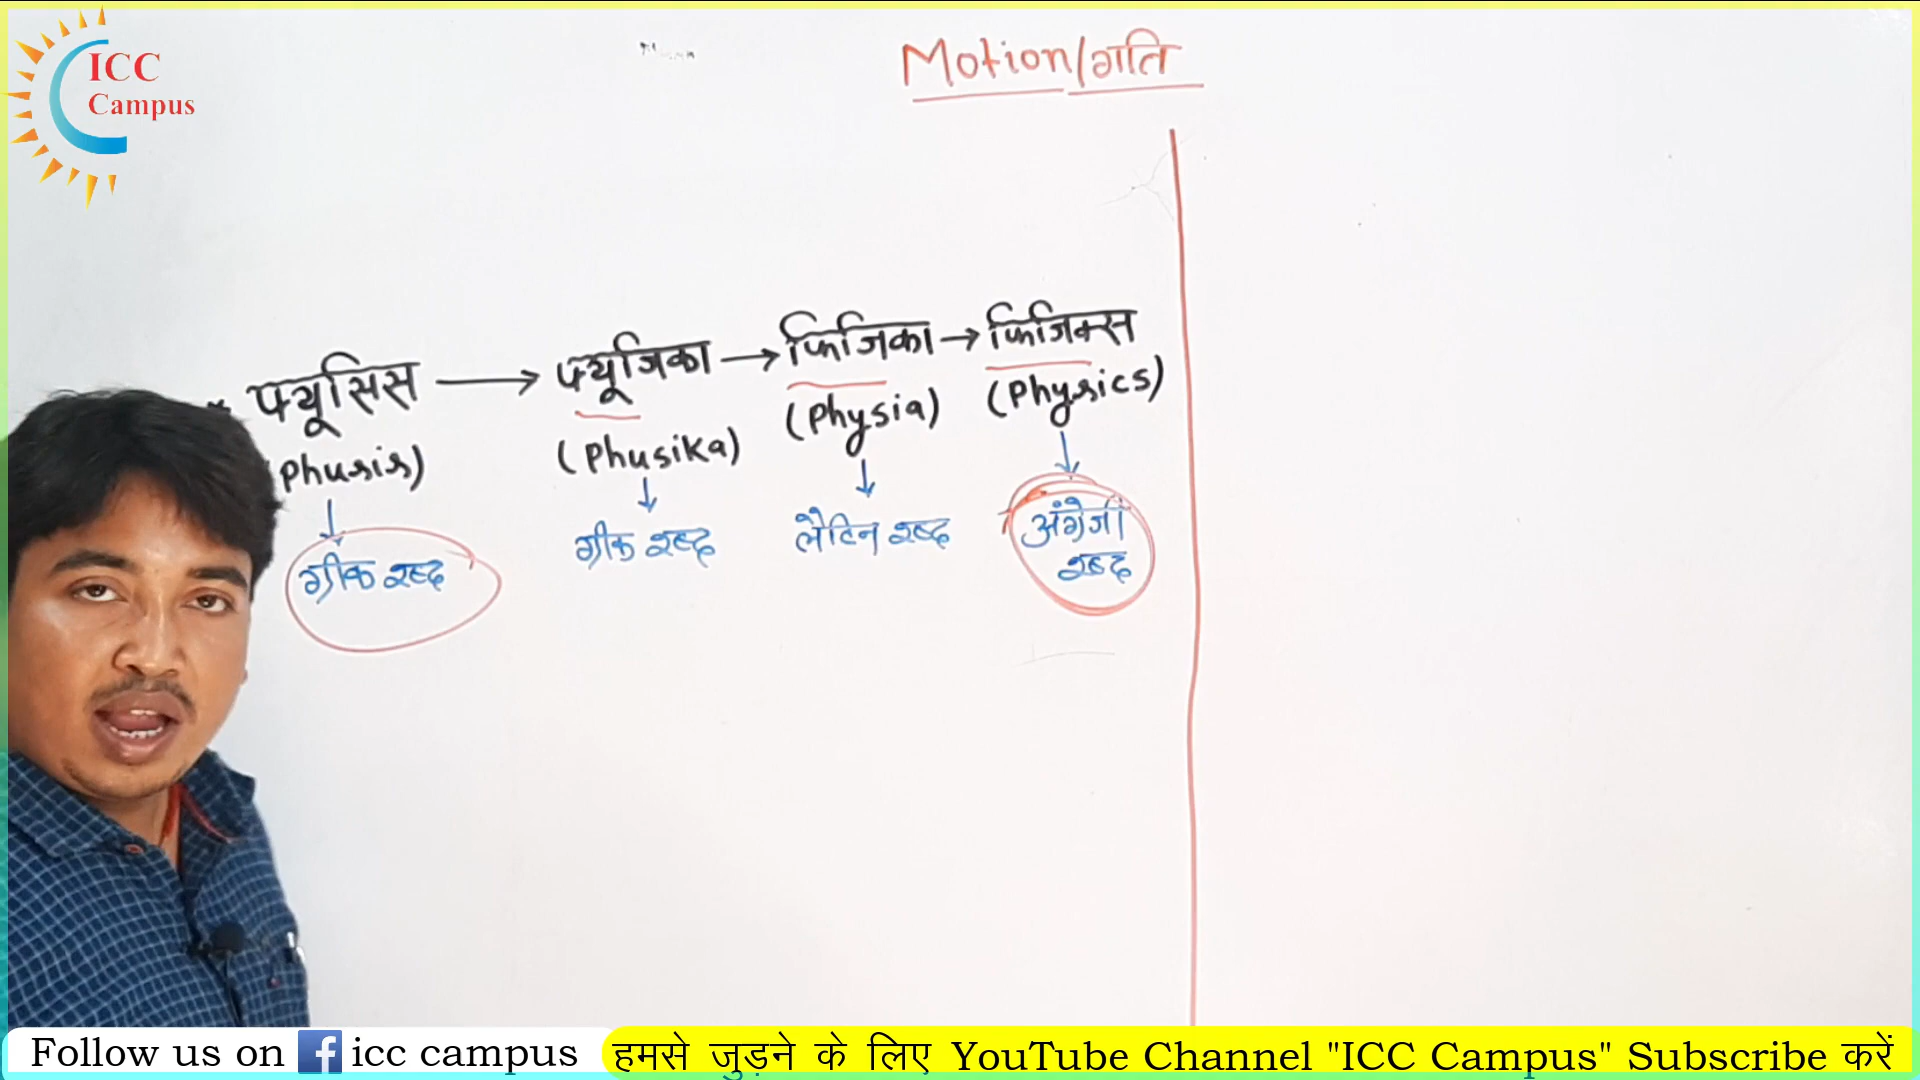 ICC
Campus
Motion/गति
फ्यूसिस → फ्यूजिका → फिजिका → फिजिक्स
Phusis) (Phusika) (Physia) (Physics)
ग्रीक शब्द ग्रीक शब्द लैटिन शब्द अंग्रेजी
शब्द
Follow us on f icc campus हमसे जुड़ने के लिए YouTube Channel "ICC Campus" Subscribe करें